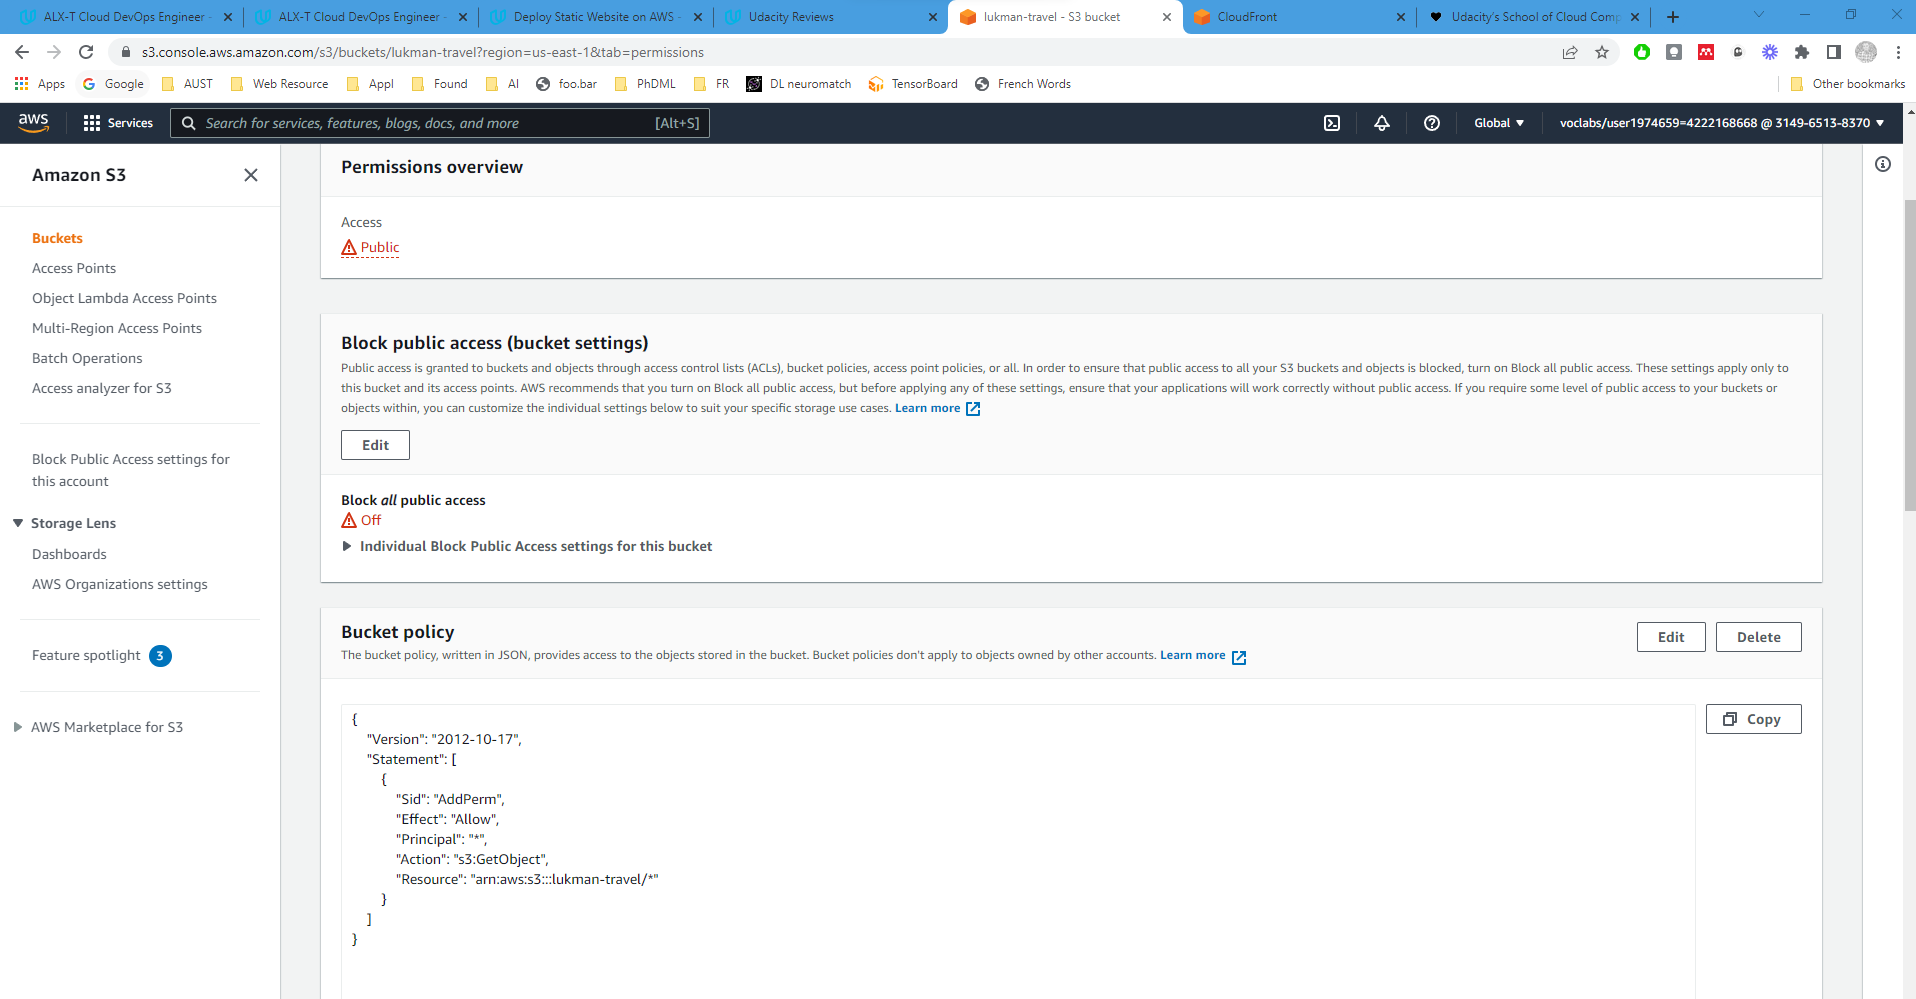 ALX-T Cloud DevOps Engineer -
ALX-T Cloud DevOps Engineer -
Deploy Static Website on AWS -
Udacity Reviews
lukman-travel - S3 bucket
CloudFront
Udacity's School of Cloud Comp
s3.console.aws.amazon.com/s3/buckets/lukman-travel?region=us-east-1&tab=permissions
Apps
Google
AUST
Web Resource
Appl
Found
AI
foo.bar
PhDML
FR
DL neuromatch
TensorBoard
French Words
Other bookmarks
aws
Services
Search for services, features, blogs, docs, and more
[Alt+S]
Global
voclabs/user1974659=4222168668 @ 3149-6513-8370
Amazon S3
Buckets
Access Points
Object Lambda Access Points
Multi-Region Access Points
Batch Operations
Access analyzer for S3
Block Public Access settings for
this account
Storage Lens
Dashboards
AWS Organizations settings
Feature spotlight 3
AWS Marketplace for S3
Permissions overview
Access
Public
Block public access (bucket settings)
Public access is granted to buckets and objects through access control lists (ACLs), bucket policies, access point policies, or all. In order to ensure that public access to all your S3 buckets and objects is blocked, turn on Block all public access. These settings apply only to
this bucket and its access points. AWS recommends that you turn on Block all public access, but before applying any of these settings, ensure that your applications will work correctly without public access. If you require some level of public access to your buckets or
objects within, you can customize the individual settings below to suit your specific storage use cases. Learn more
Edit
Block all public access
Off
Individual Block Public Access settings for this bucket
Bucket policy
Edit
Delete
The bucket policy, written in JSON, provides access to the objects stored in the bucket. Bucket policies don't apply to objects owned by other accounts. Learn more
Copy
{
"Version": "2012-10-17",
"Statement": [
{
"Sid": "AddPerm",
"Effect": "Allow",
"Principal": "*",
"Action": "s3:GetObject",
"Resource": "arn:aws:s3:::lukman-travel/*"
}
]
}